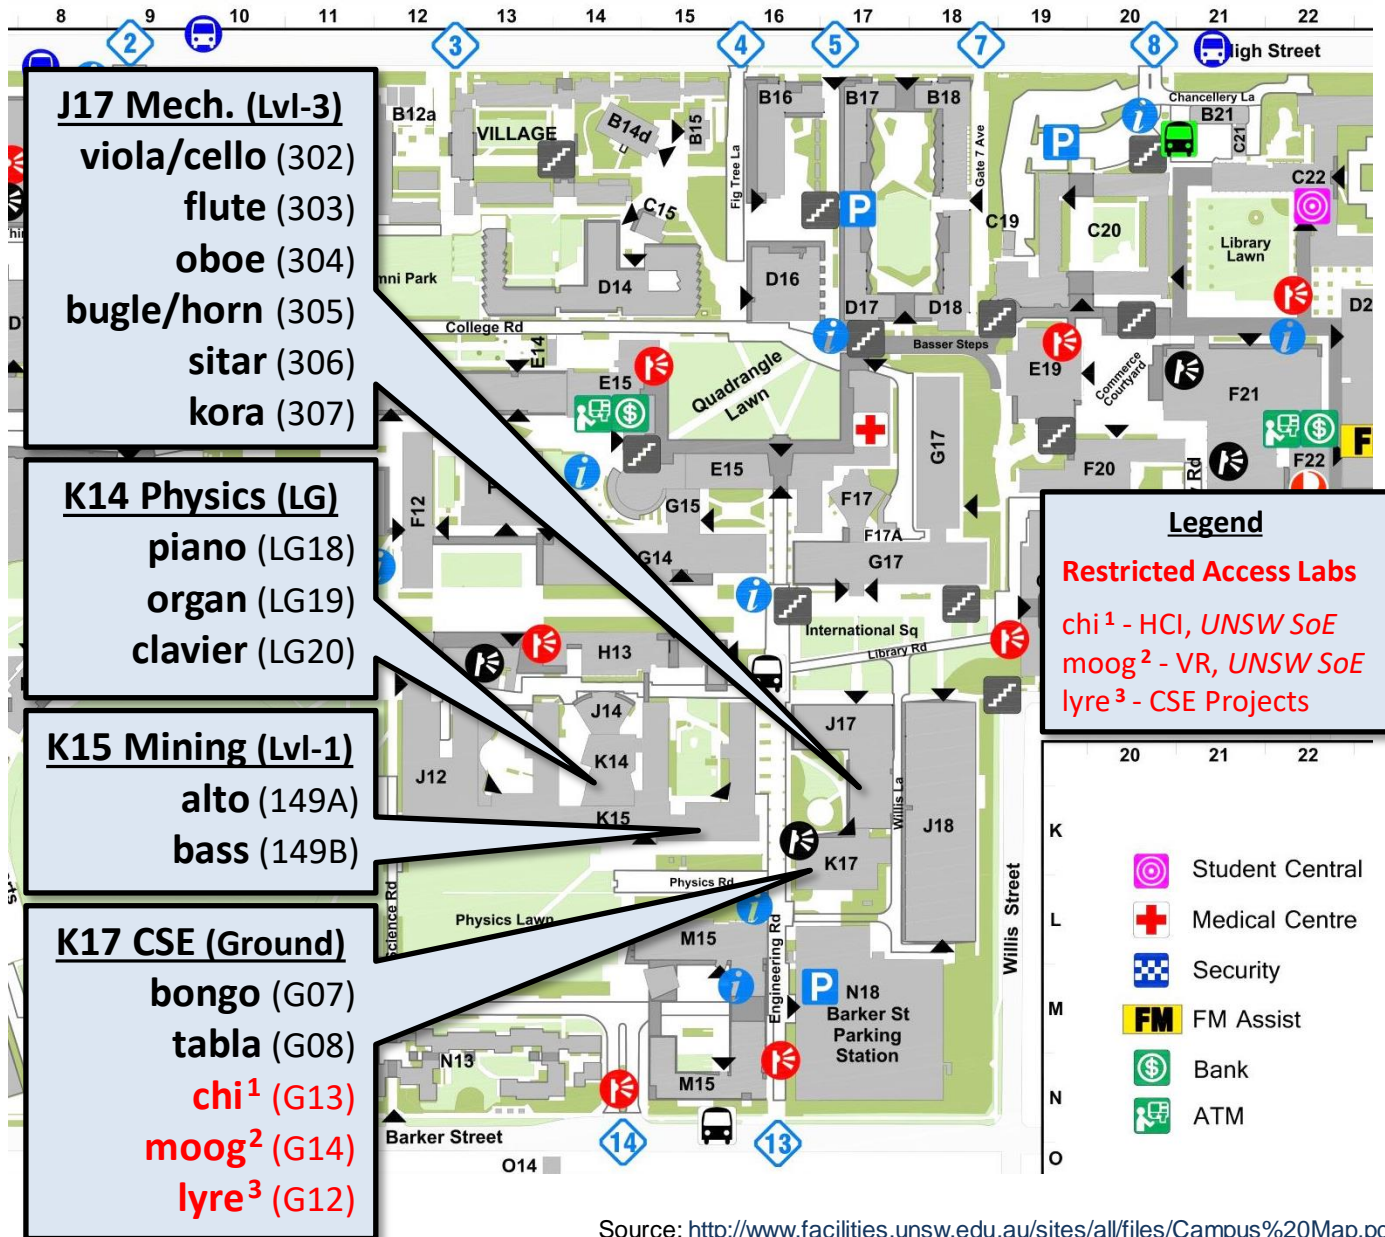 8 9 10 11 12 13 14 15 16 17 18 19 20 21 22
2 3 4 5 7 8
High Street
J17 Mech. (Lvl-3)
viola/cello (302)
flute (303)
oboe (304)
bugle/horn (305)
sitar (306)
kora (307)
K14 Physics (LG)
piano (LG18)
organ (LG19)
clavier (LG20)
K15 Mining (Lvl-1)
alto (149A)
bass (149B)
K17 CSE (Ground)
bongo (G07)
tabla (G08)
chi¹ (G13)
moog² (G14)
lyre³ (G12)
Legend
Restricted Access Labs
chi¹ - HCI, UNSW SoE
moog² - VR, UNSW SoE
lyre³ - CSE Projects
B12a
VILLAGE
B14d
B15
Fig Tree La
B16
B17
B18
Gate 7 Ave
Chancellery La
B21
C21
C22
C15
C19
C20
Library
Lawn
D14
D16
D17
D18
College Rd
Basser Steps
E14
E15
Quadrangle
Lawn
E19
Commerce
Courtyard
F21
G17
E15
F20
F22
F12
G15
F17
F17A
G14
G17
International Sq
Library Rd
H13
J14
J17
J12
K14
K15
Willis La
J18
K17
Physics Rd
Physics Lawn
Science Rd
M15
Engineering Rd
Willis Street
P
N18
Barker St
Parking
Station
N13
M15
Barker Street
14
13
O14
20 21 22
K
L
M
N
O
Student Central
Medical Centre
Security
FM FM Assist
Bank
ATM
Source: http://www.facilities.unsw.edu.au/sites/all/files/Campus%20Map.pd